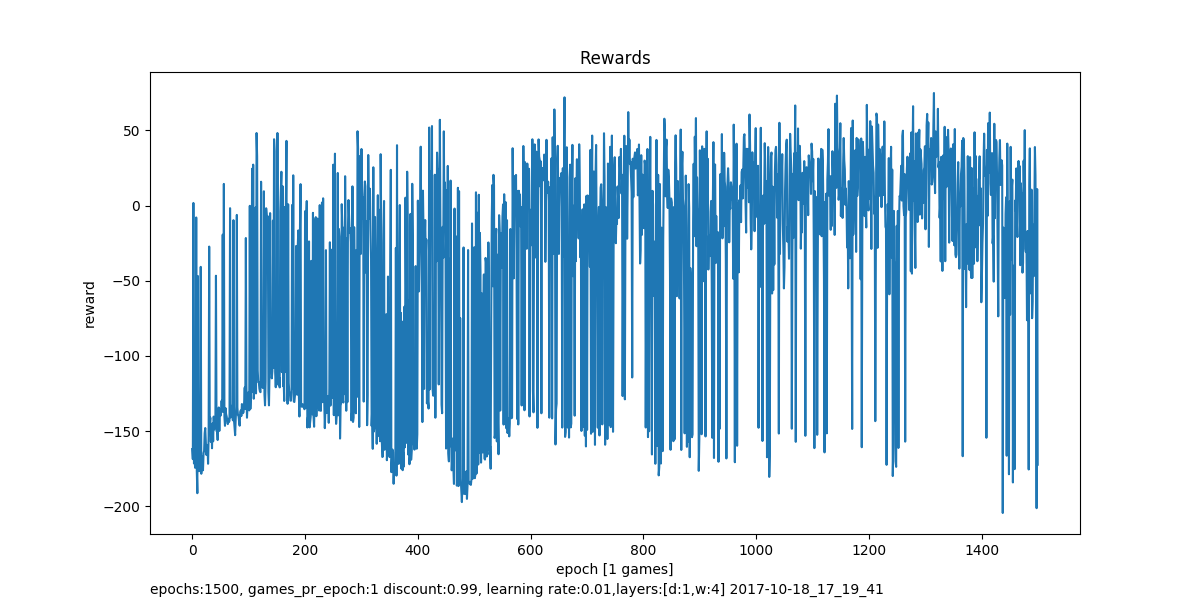 Rewards
50
0
−50
−100
−150
−200
reward
0 200 400 600 800 1000 1200 1400
epoch [1 games]
epochs:1500, games_pr_epoch:1 discount:0.99, learning rate:0.01,layers:[d:1,w:4] 2017-10-18_17_19_41